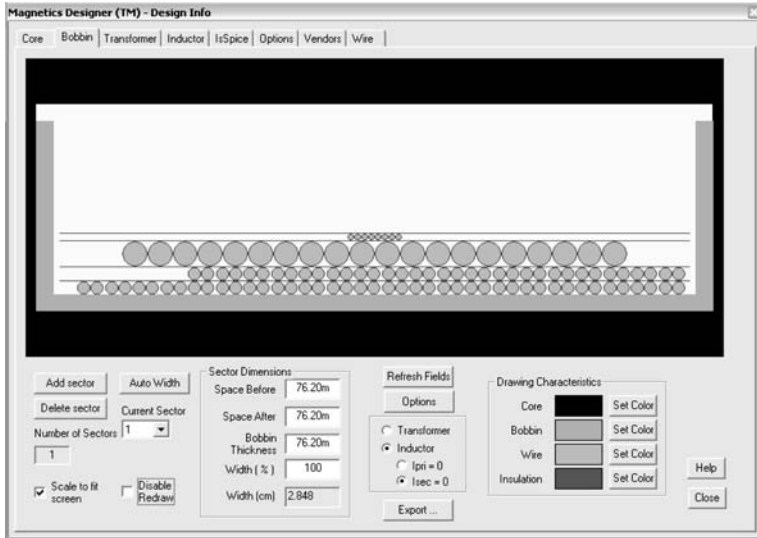 Magnetics Designer (TM) - Design Info
Core Bobbin Transformer Inductor IsSpice Options Vendors Wire
Add sector Auto Width
Delete sector Current Sector
Number of Sectors 1
1
Scale to fit screen
Disable Redraw
Sector Dimensions
Space Before 76.20m
Space After 76.20m
Bobbin Thickness 76.20m
Width ( % ) 100
Width (cm) 2.848
Refresh Fields
Options
Transformer
Inductor
Ipri = 0
Isec = 0
Export ...
Drawing Characteristics
Core Set Color
Bobbin Set Color
Wire Set Color
Insulation Set Color
Help
Close